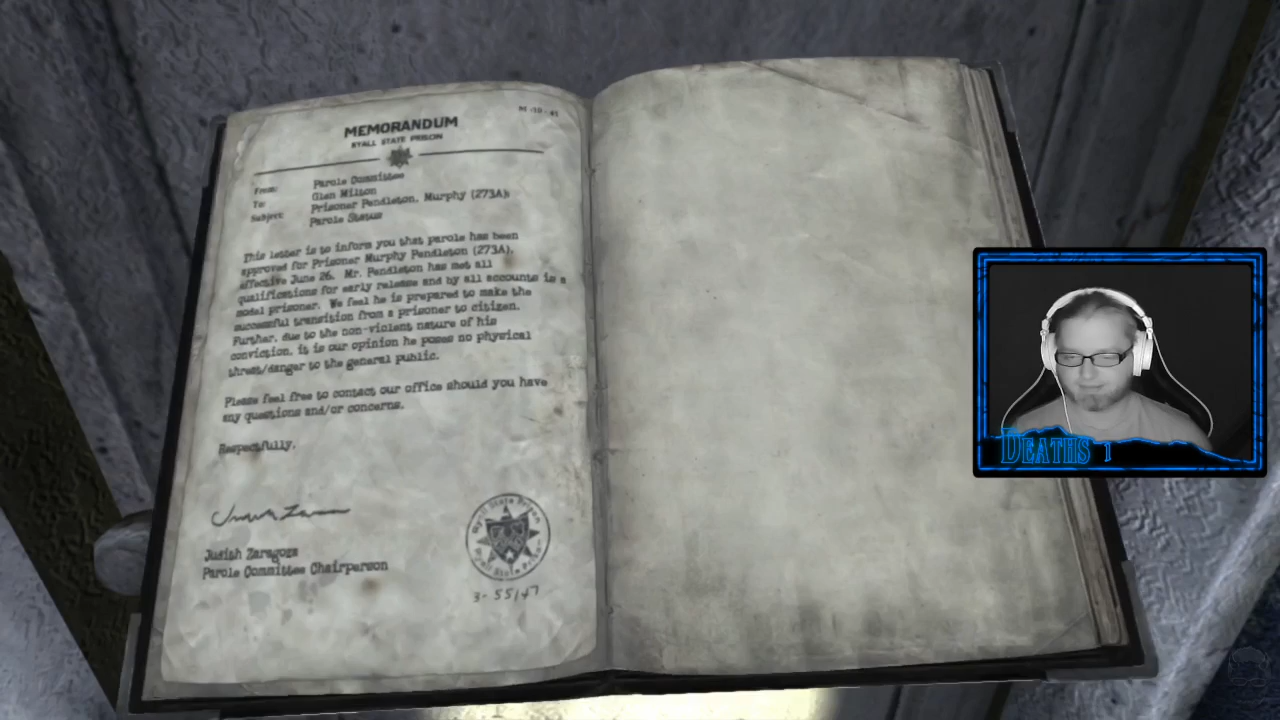 MEMORANDUM
RYALL STATE PRISON
From: Parole Committee
To: Glen Milton
Subject: Prisoner Pendleton, Murphy (273A)
Parole Status
This letter is to inform you that parole has been
approved for Prisoner Murphy Pendleton (273A),
effective June 26. Mr. Pendleton has met all
qualifications for early release and by all accounts is a
model prisoner. We feel he is prepared to make the
successful transition from a prisoner to citizen.
Further, due to the non-violent nature of his
conviction, it is our opinion he poses no physical
threat/danger to the general public.
Please feel free to contact our office should you have
any questions and/or concerns.
Respectfully,
Judith Zaragoza
Parole Committee Chairperson
Ryall State Prison
3-55147
DEATHS 1